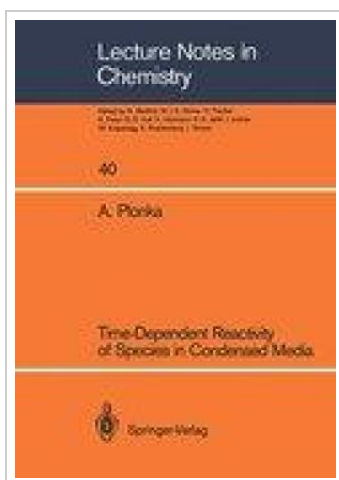 Lecture Notes in
Chemistry
40
A. Plonka
Time-Dependent Reactivity
of Species in Condensed Media
Springer-Verlag